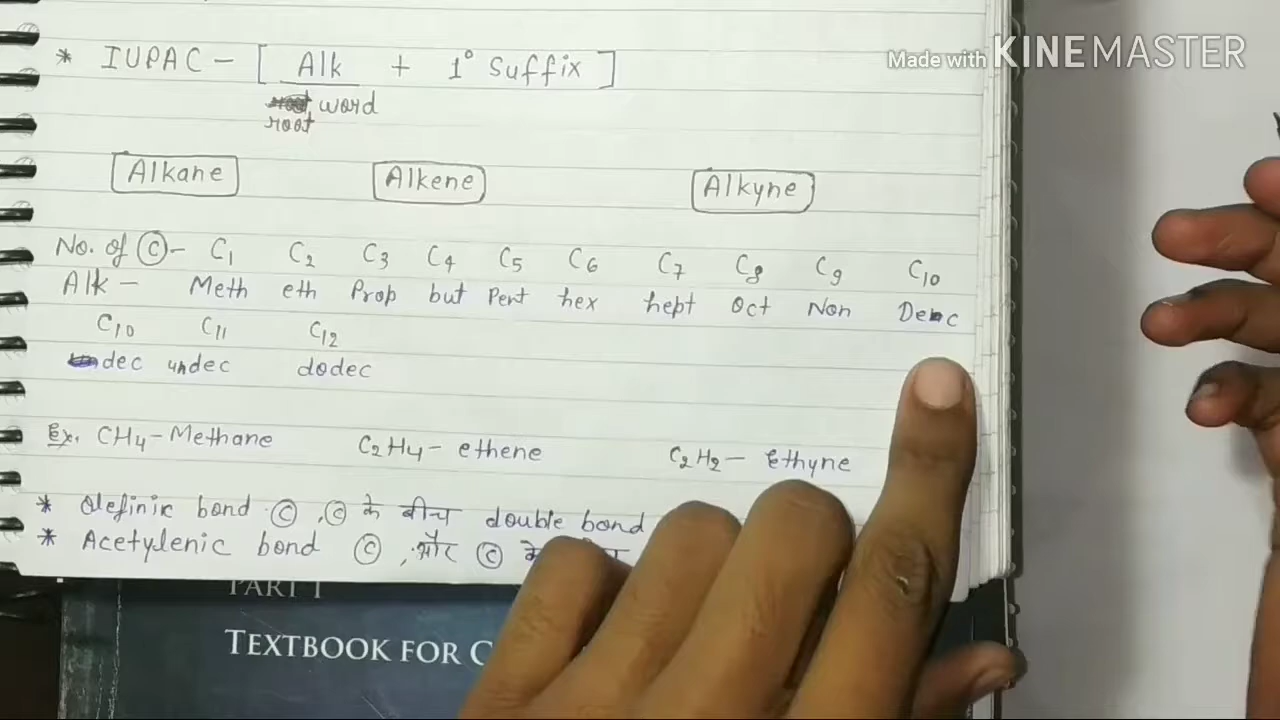 Made with KINEMASTER
* IUPAC - [ Alk + 1° Suffix ]
word
root
Alkane Alkene Alkyne
No. of Ⓒ- C1 C2 C3 C4 C5 C6 C7 C8 C9 C10
Alk - Meth eth Prop but Pent hex hept Oct Non Dec
C10 C11 C12
dec undec dodec
Ex. CH4 - Methane C2H4 - ethene C2H2 - Ethyne
* Olefinic bond Ⓒ , Ⓒ के बीच double bond
* Acetylenic bond Ⓒ , और Ⓒ के
PART I
TEXTBOOK FOR C